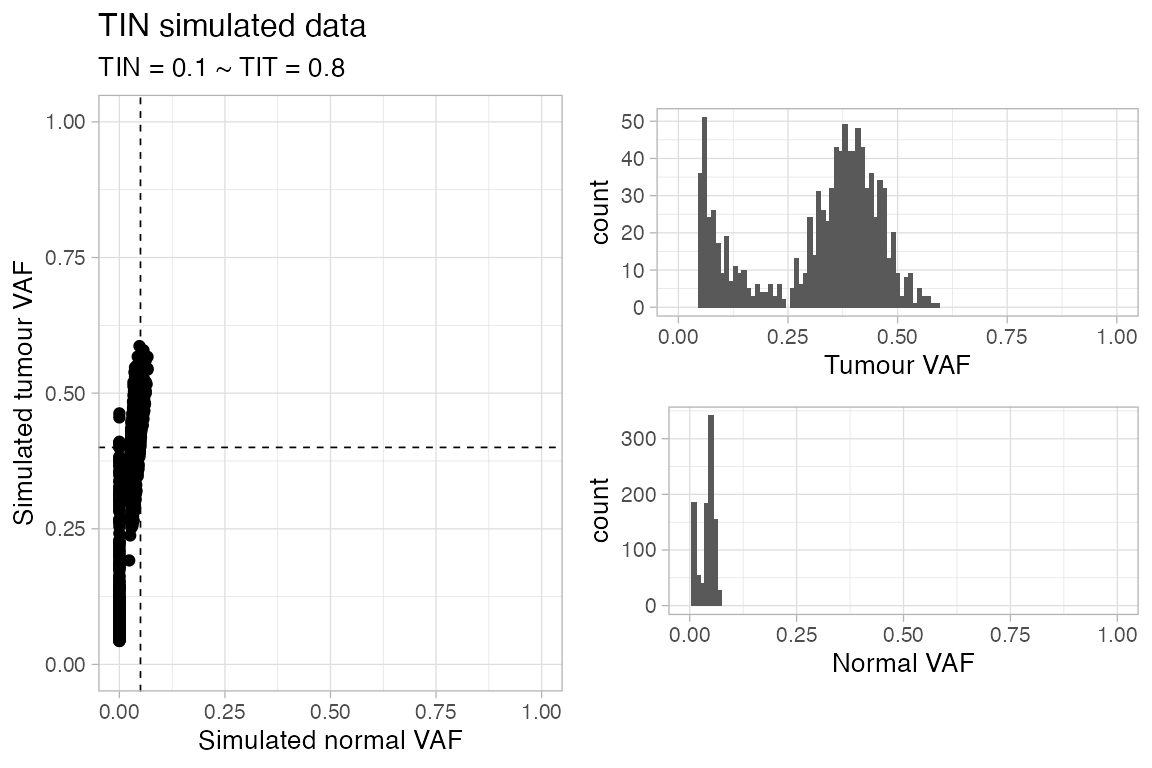 TIN simulated data
TIN = 0.1 ~ TIT = 0.8
1.00
0.75
0.50
0.25
0.00
Simulated tumour VAF
0.00 0.25 0.50 0.75 1.00
Simulated normal VAF
50
40
30
20
10
0
count
0.00 0.25 0.50 0.75 1.00
Tumour VAF
300
200
100
0
count
0.00 0.25 0.50 0.75 1.00
Normal VAF